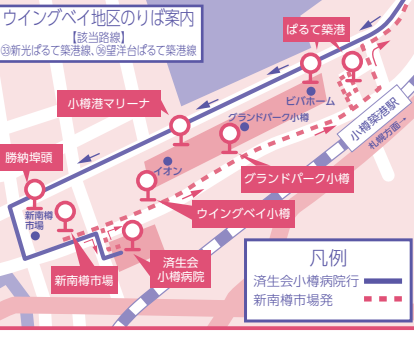 ウイングベイ地区のりば案内
【該当路線】
㉝新光ぱるて築港線、㊱望洋台ぱるて築港線
ぱるて築港
小樽港マリーナ
ビバホーム
グランドパーク小樽
小樽築港駅
札幌方面→
勝納埠頭
イオン
グランドパーク小樽
ウイングベイ小樽
新南樽
市場
新南樽市場
済生会
小樽病院
凡例
済生会小樽病院行
新南樽市場発